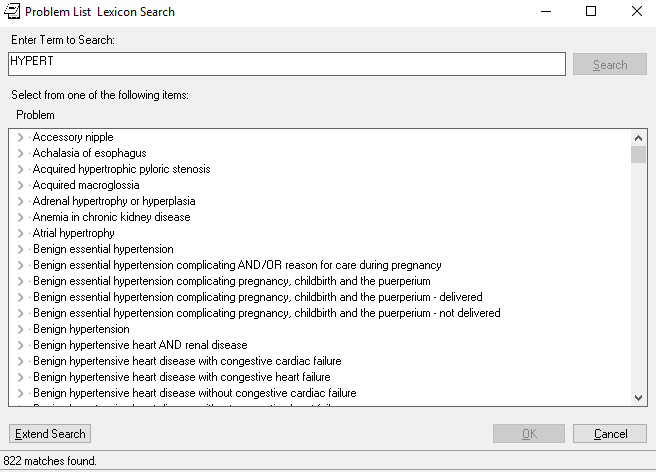 Problem List Lexicon Search
Enter Term to Search:
HYPERT
Search
Select from one of the following items:
Problem
Accessory nipple
Achalasia of esophagus
Acquired hypertrophic pyloric stenosis
Acquired macroglossia
Adrenal hypertrophy or hyperplasia
Anemia in chronic kidney disease
Atrial hypertrophy
Benign essential hypertension
Benign essential hypertension complicating AND/OR reason for care during pregnancy
Benign essential hypertension complicating pregnancy, childbirth and the puerperium
Benign essential hypertension complicating pregnancy, childbirth and the puerperium - delivered
Benign essential hypertension complicating pregnancy, childbirth and the puerperium - not delivered
Benign hypertension
Benign hypertensive heart AND renal disease
Benign hypertensive heart disease with congestive cardiac failure
Benign hypertensive heart disease with congestive heart failure
Benign hypertensive heart disease without congestive cardiac failure
Extend Search
OK
Cancel
822 matches found.